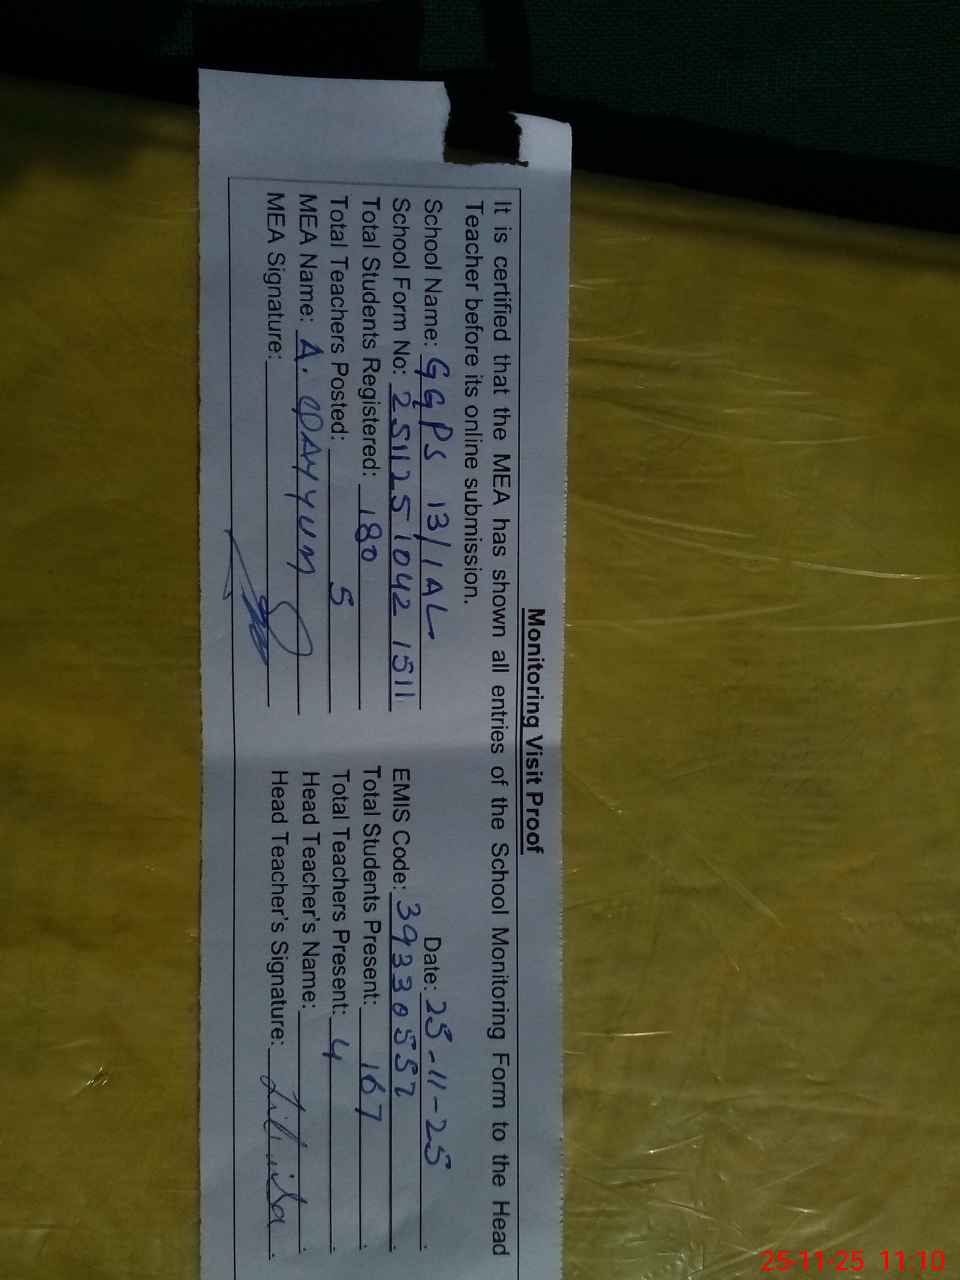 Monitoring Visit Proof
It is certified that the MEA has shown all entries of the School Monitoring Form to the Head
Teacher before its online submission.
School Name: GGPS 13/1AL Date: 25-11-25
School Form No: 251125 1042 1511 EMIS Code: 39330557
Total Students Registered: 180 Total Students Present: 167
Total Teachers Posted: 5 Total Teachers Present: 4
MEA Name: A. QAYYUM Head Teacher's Name:
MEA Signature: Head Teacher's Signature:
25-11-25 11:10